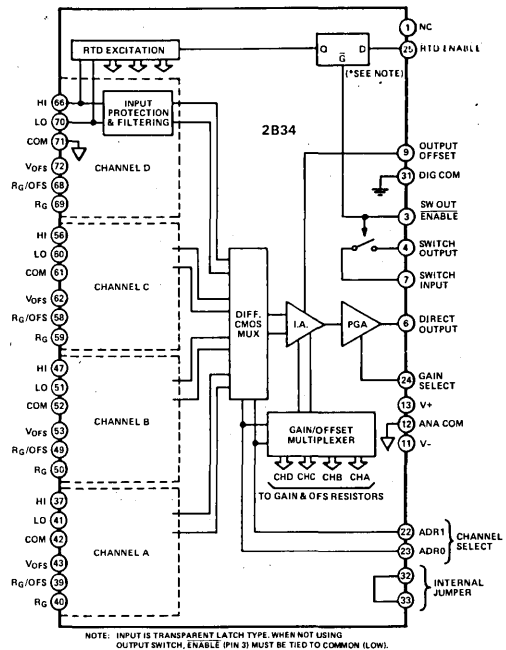 1 NC
RTD EXCITATION
Q D
G
25 RTD ENABLE
(*SEE NOTE)
HI 66
INPUT
PROTECTION
& FILTERING
LO 70
2B34
COM 71
9 OUTPUT
OFFSET
VOFS 72
CHANNEL D
31 DIG COM
RG/OFS 68
RG 69
3 SW OUT
ENABLE
HI 56
4 SWITCH
OUTPUT
LO 60
COM 61
7 SWITCH
INPUT
CHANNEL C
VOFS 62
RG/OFS 58
DIFF.
CMOS
MUX
I.A.
PGA
6 DIRECT
OUTPUT
RG 59
HI 47
24 GAIN
SELECT
LO 51
13 V+
COM 52
12 ANA COM
CHANNEL B
GAIN/OFFSET
MULTIPLEXER
11 V-
VOFS 53
RG/OFS 49
RG 50
CHD CHC CHB CHA
TO GAIN & OFS RESISTORS
HI 37
LO 41
22 ADR1
23 ADR0
CHANNEL
SELECT
COM 42
CHANNEL A
VOFS 43
32
33
INTERNAL
JUMPER
RG/OFS 39
RG 40
NOTE: INPUT IS TRANSPARENT LATCH TYPE. WHEN NOT USING
OUTPUT SWITCH, ENABLE (PIN 3) MUST BE TIED TO COMMON (LOW).